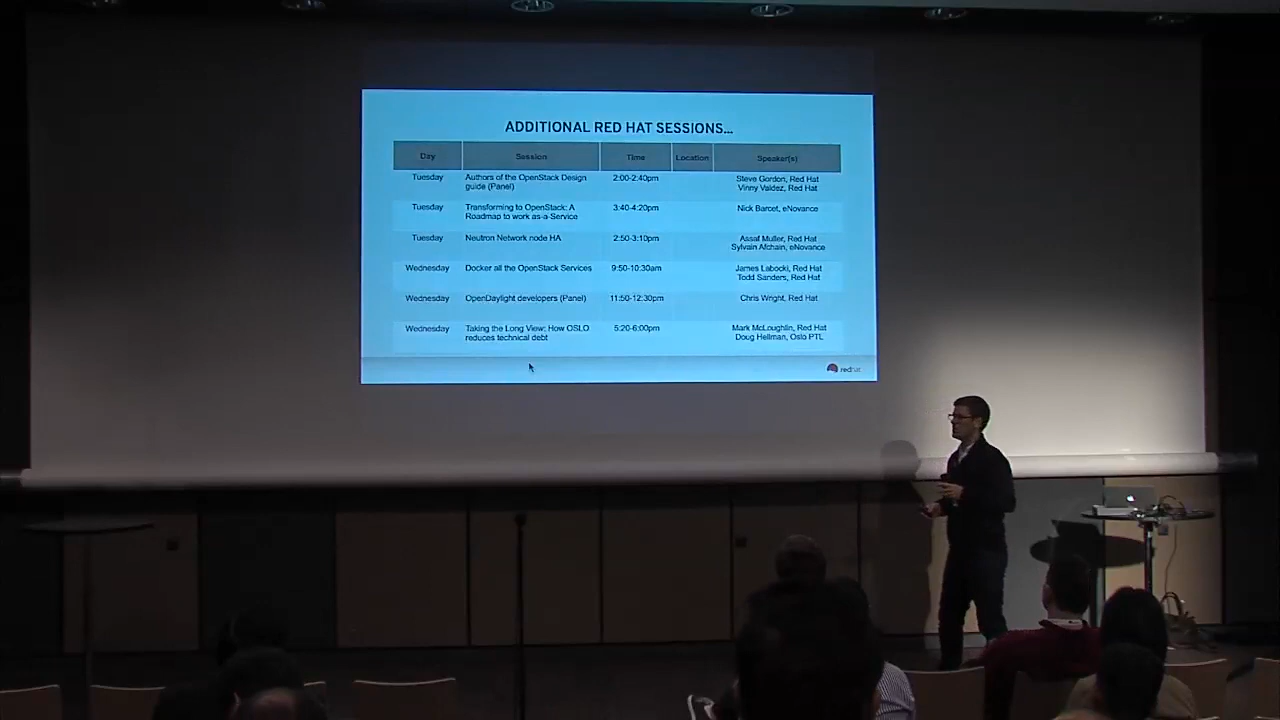 ADDITIONAL RED HAT SESSIONS...
Day Session Time Location Speaker(s)
Tuesday Authors of the OpenStack Design 2:00-2:40pm Steve Gordon, Red Hat
guide (Panel) Vinny Valdez, Red Hat
Tuesday Transforming to OpenStack: A 3:40-4:20pm Nick Barcet, eNovance
Roadmap to work as-a-Service
Tuesday Neutron Network node HA 2:50-3:10pm Assaf Muller, Red Hat
Sylvain Afchain, eNovance
Wednesday Docker all the OpenStack Services 9:50-10:30am James Labocki, Red Hat
Todd Sanders, Red Hat
Wednesday OpenDaylight developers (Panel) 11:50-12:30pm Chris Wright, Red Hat
Wednesday Taking the Long View: How OSLO 5:20-6:00pm Mark McLoughlin, Red Hat
reduces technical debt Doug Hellman, Oslo PTL
redhat